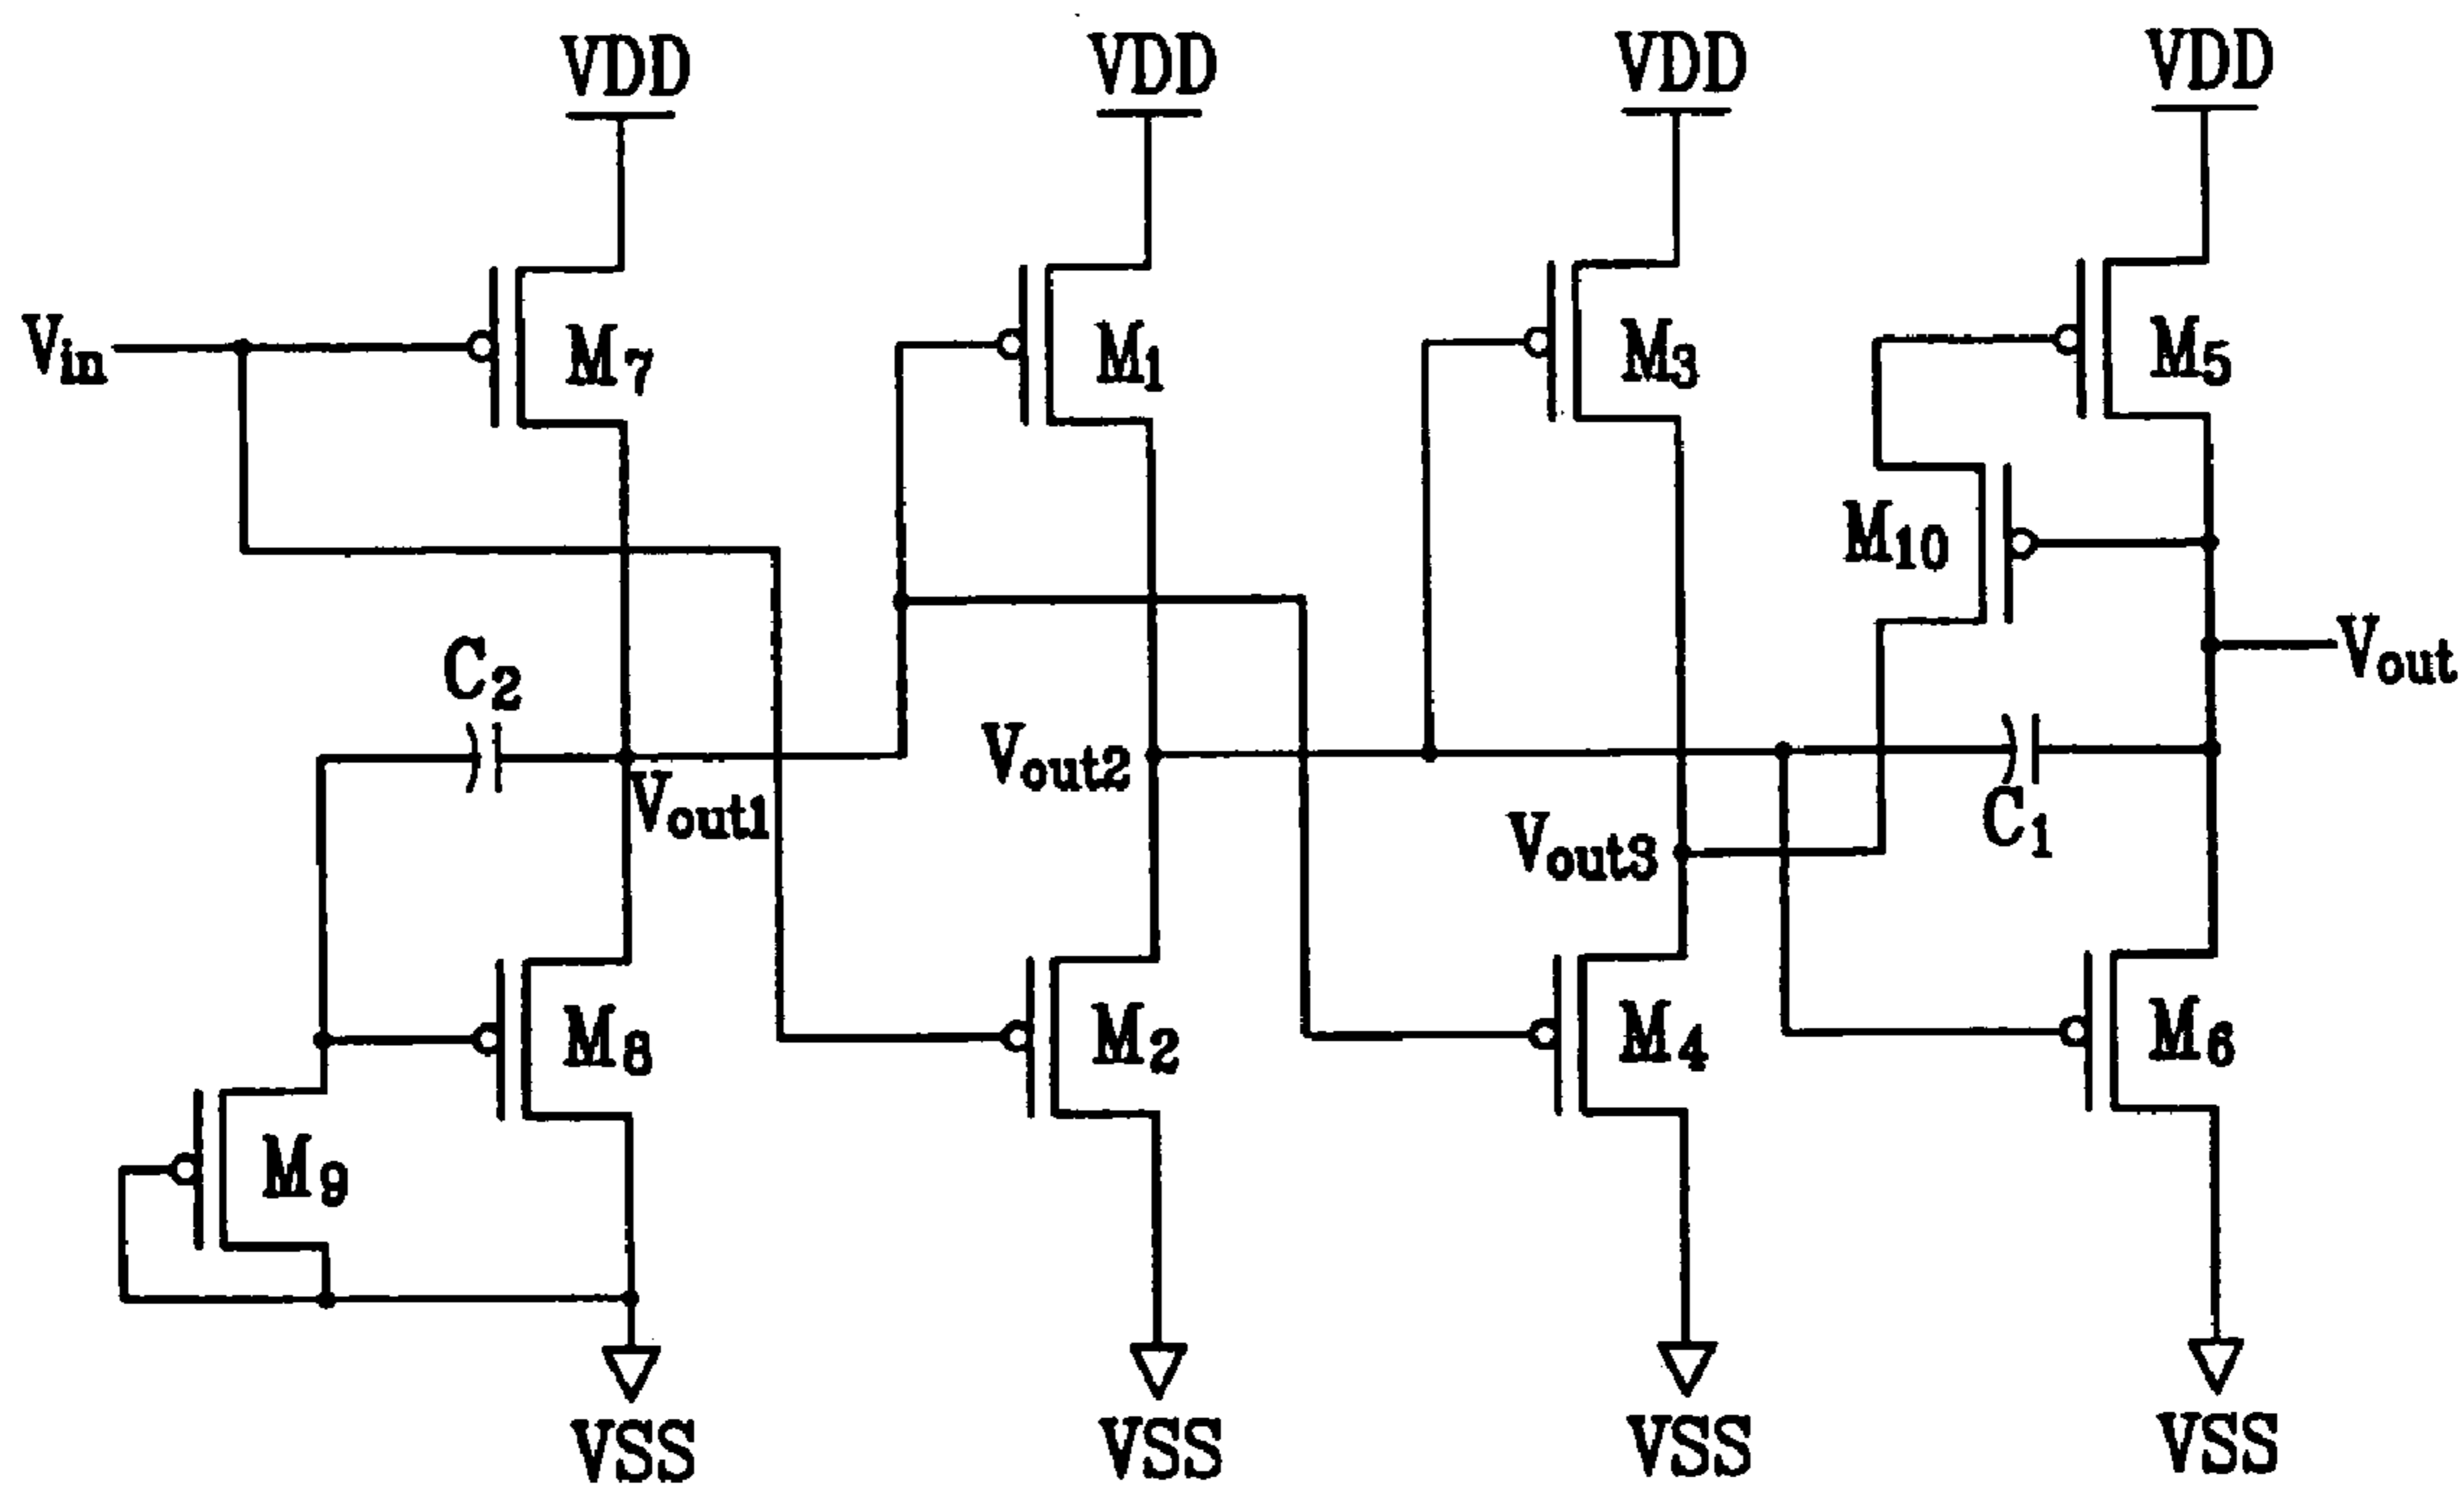 VDD VDD VDD VDD
Vin M7 M1 M3 M5
M10
Vout
C2
Vout1 Vout2 Vout3 C1
M8 M2 M4 M6
M9
VSS VSS VSS VSS